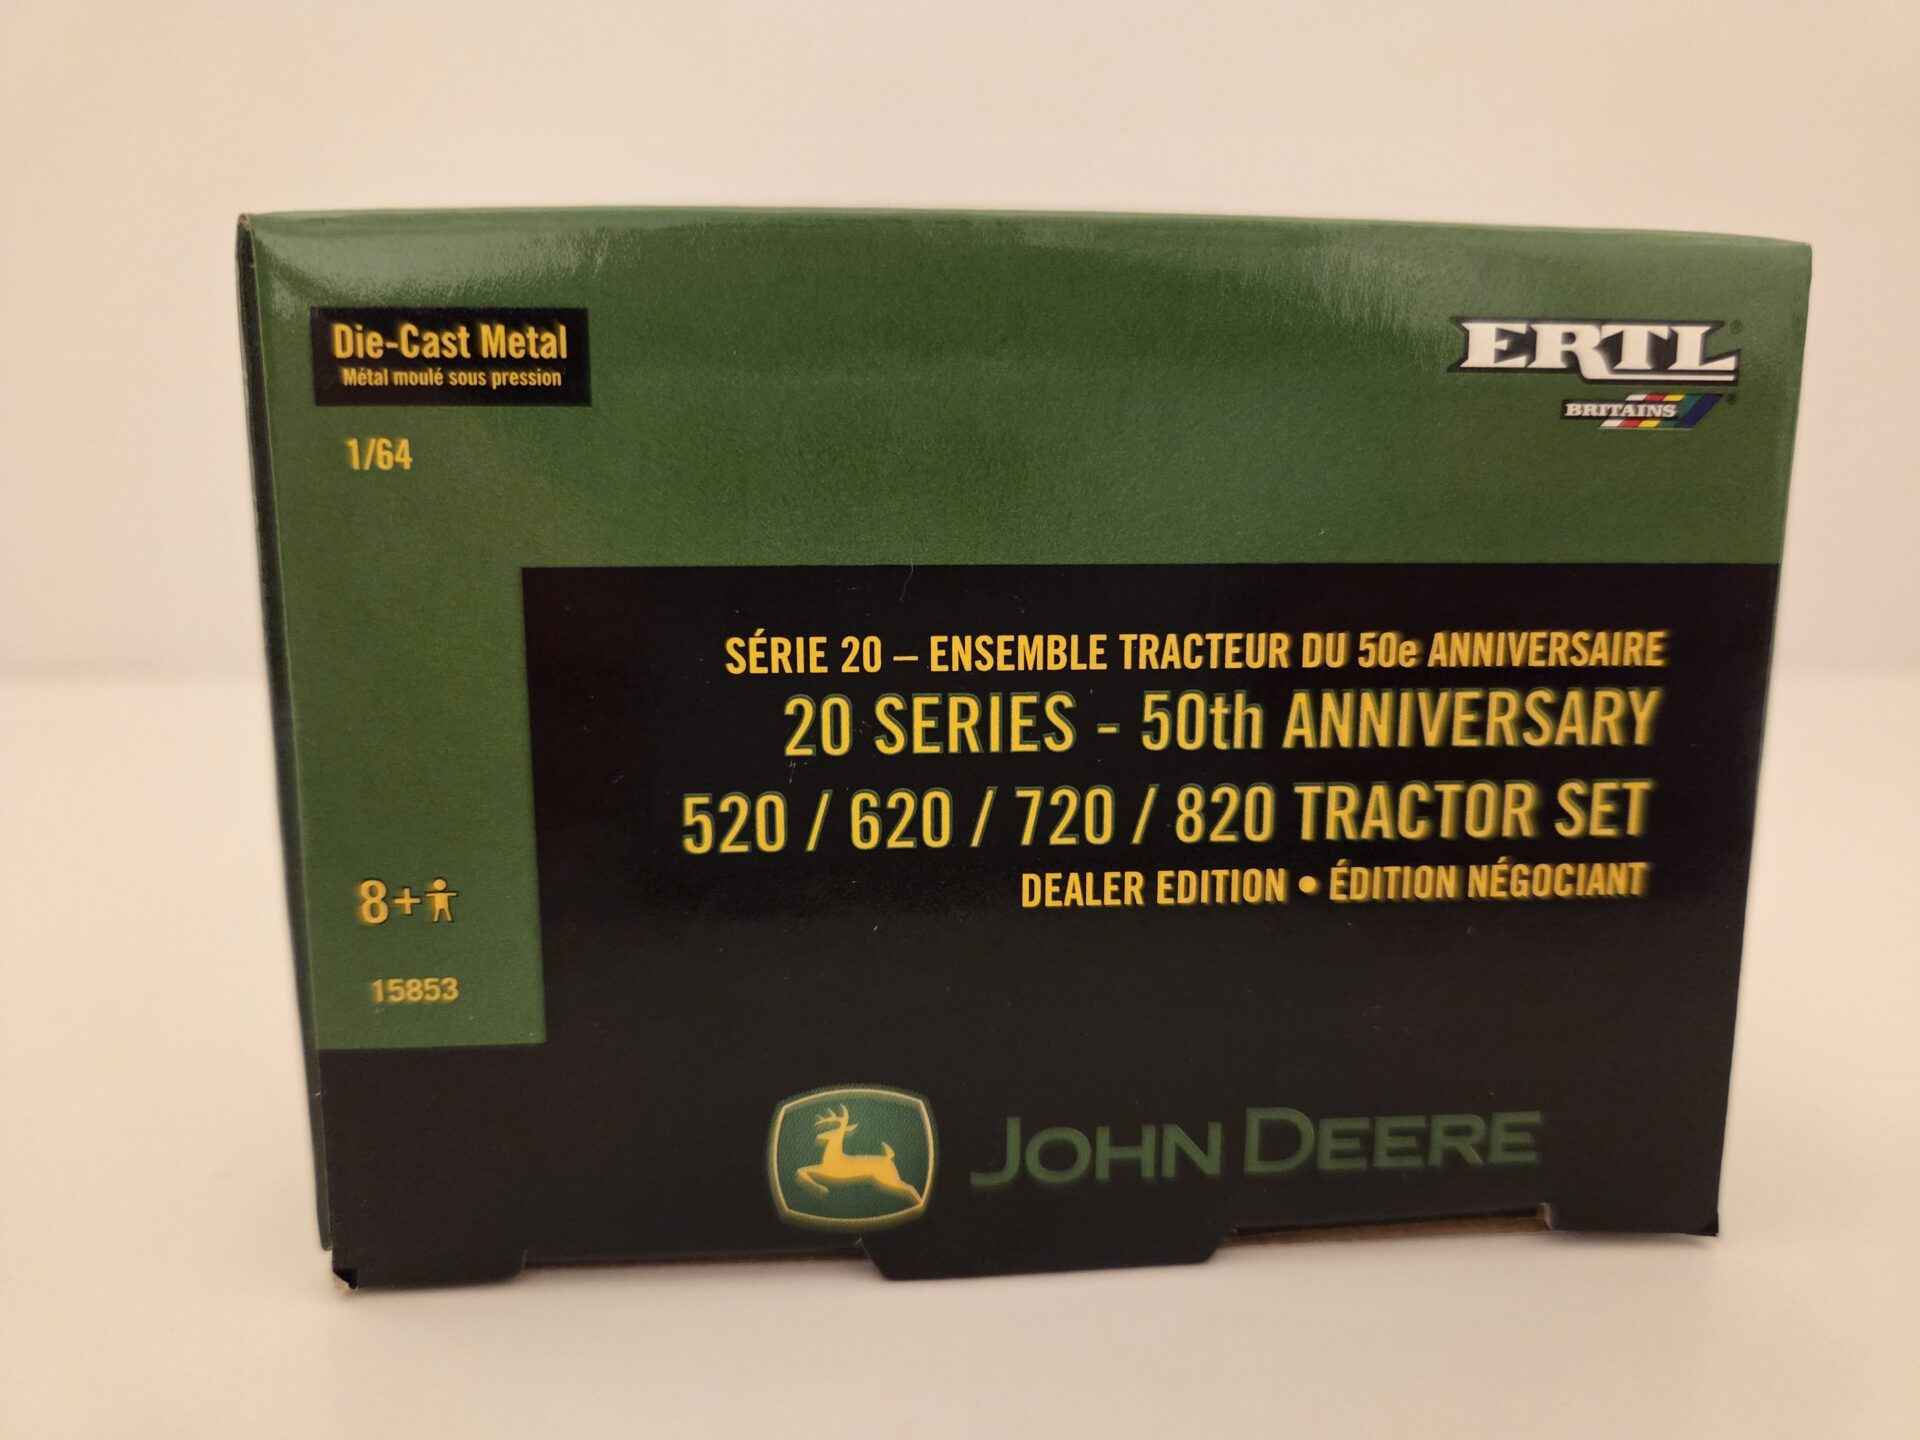 Die-Cast Metal
Métal moulé sous pression
1/64
ERTL®
BRITAINS®
SÉRIE 20 – ENSEMBLE TRACTEUR DU 50e ANNIVERSAIRE
20 SERIES - 50th ANNIVERSARY
520 / 620 / 720 / 820 TRACTOR SET
DEALER EDITION • ÉDITION NÉGOCIANT
8+
15853
JOHN DEERE